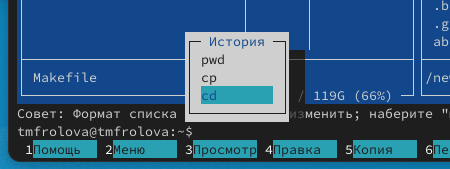 .b
.g
ab
История
pwd
cp
cd
Makefile
/new
/ 119G (66%)
Совет: Формат списка
изменить; наберите "
tmfrolova@tmfrolova:~$
1Помощь 2Меню 3Просмотр 4Правка 5Копия 6Пе